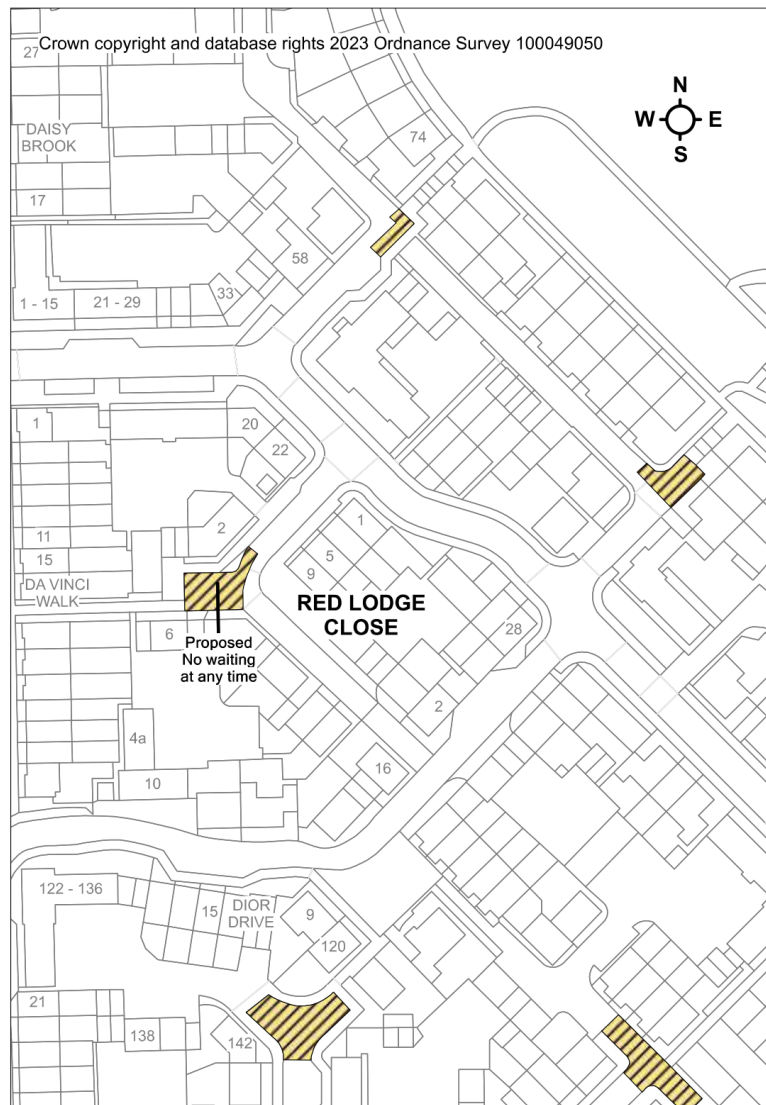 Crown copyright and database rights 2023 Ordnance Survey 100049050
27
N
W E
S
74
DAISY
BROOK
17
58
33
1 - 15
21 - 29
1
20
22
2
1
11
5
15
9
DA VINCI
WALK
RED LODGE
CLOSE
28
6
Proposed
No waiting
at any time
2
4a
16
10
122 - 136
15
DIOR
DRIVE
9
120
21
138
142